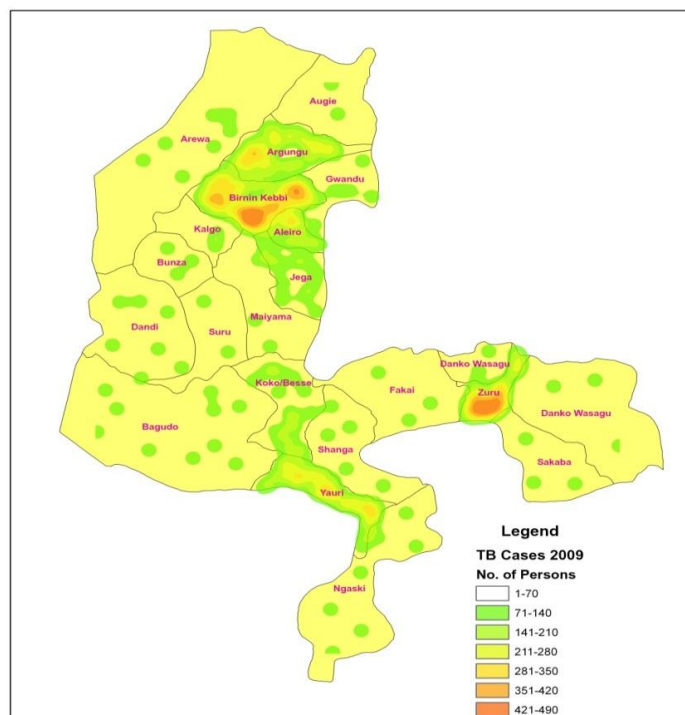 Augie
Arewa
Argungu
Gwandu
Birnin Kebbi
Kalgo
Aleiro
Bunza
Jega
Maiyama
Dandi
Suru
Danko Wasagu
Koko/Besse
Fakai
Zuru
Danko Wasagu
Bagudo
Shanga
Sakaba
Yauri
Ngaski
Legend
TB Cases 2009
No. of Persons
1-70
71-140
141-210
211-280
281-350
351-420
421-490